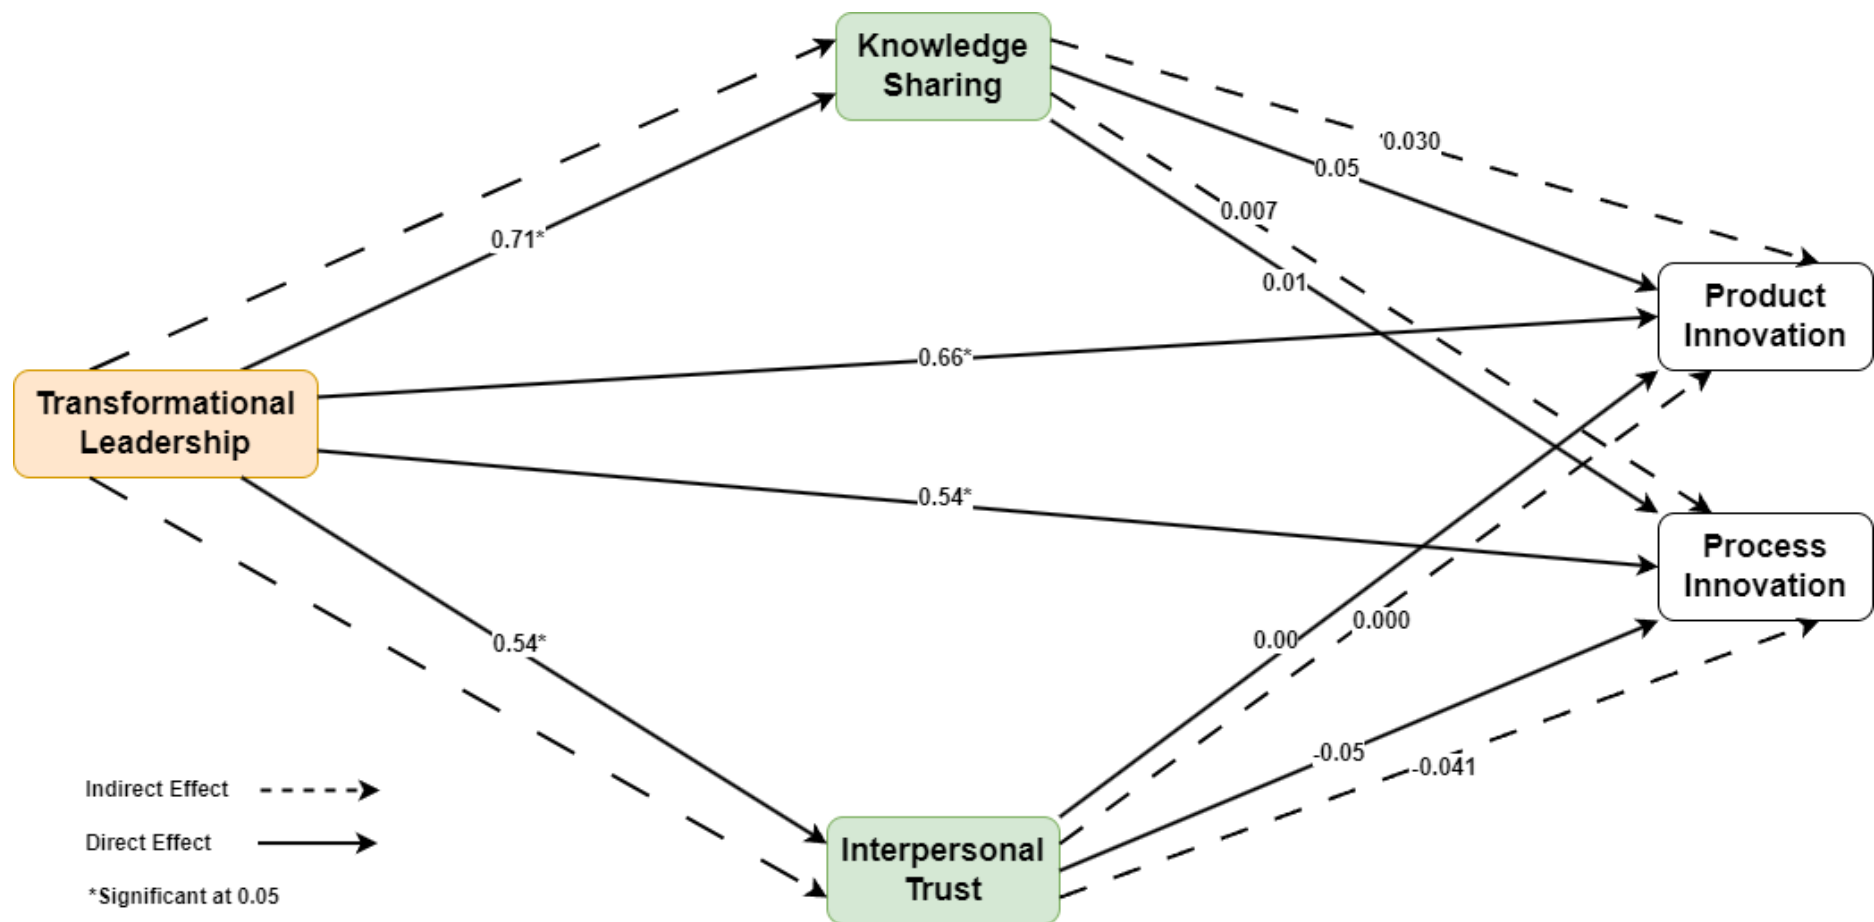 Knowledge
Sharing
0.030
0.05
0.007
0.71*
0.01
Product
Innovation
0.66*
Transformational
Leadership
0.54*
Process
Innovation
0.54*
0.00
0.000
-0.05
-0.041
Indirect Effect
Direct Effect
*Significant at 0.05
Interpersonal
Trust